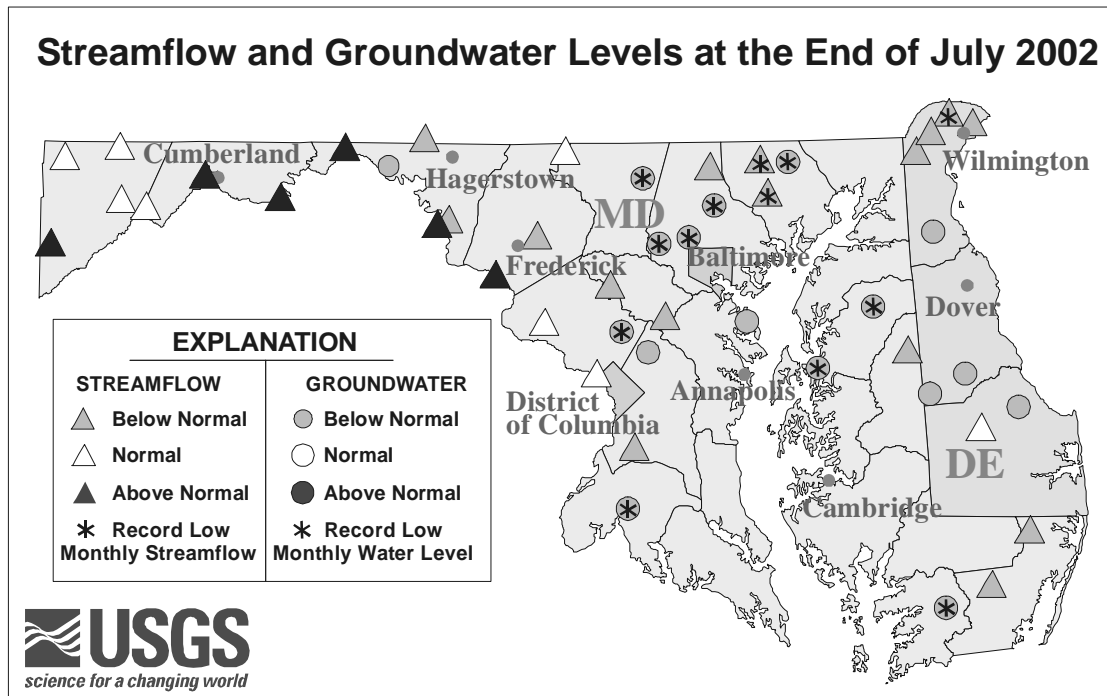 Streamflow and Groundwater Levels at the End of July 2002
Cumberland
Hagerstown
Wilmington
MD
Frederick
Baltimore
Dover
EXPLANATION
STREAMFLOW
Below Normal
Normal
Above Normal
Record Low
Monthly Streamflow
GROUNDWATER
Below Normal
Normal
Above Normal
Record Low
Monthly Water Level
District
of Columbia
Annapolis
DE
Cambridge
USGS
science for a changing world